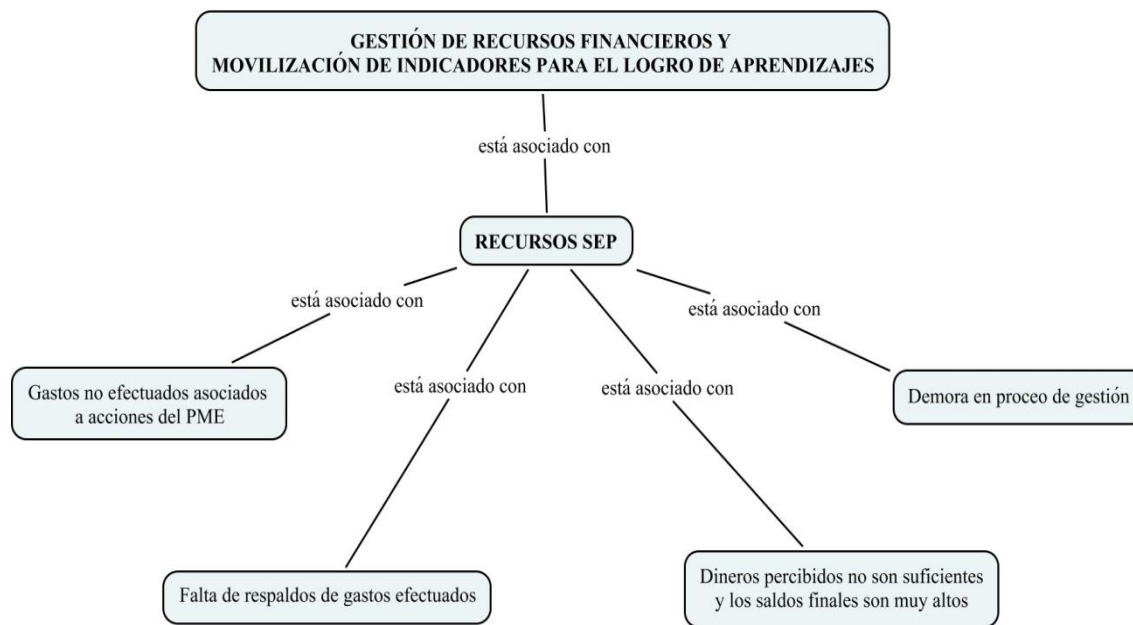 GESTIÓN DE RECURSOS FINANCIEROS Y
MOVILIZACIÓN DE INDICADORES PARA EL LOGRO DE APRENDIZAJES
está asociado con
RECURSOS SEP
está asociado con
está asociado con
está asociado con
está asociado con
Gastos no efectuados asociados
a acciones del PME
Demora en proceo de gestión
Falta de respaldos de gastos efectuados
Dineros percibidos no son suficientes
y los saldos finales son muy altos